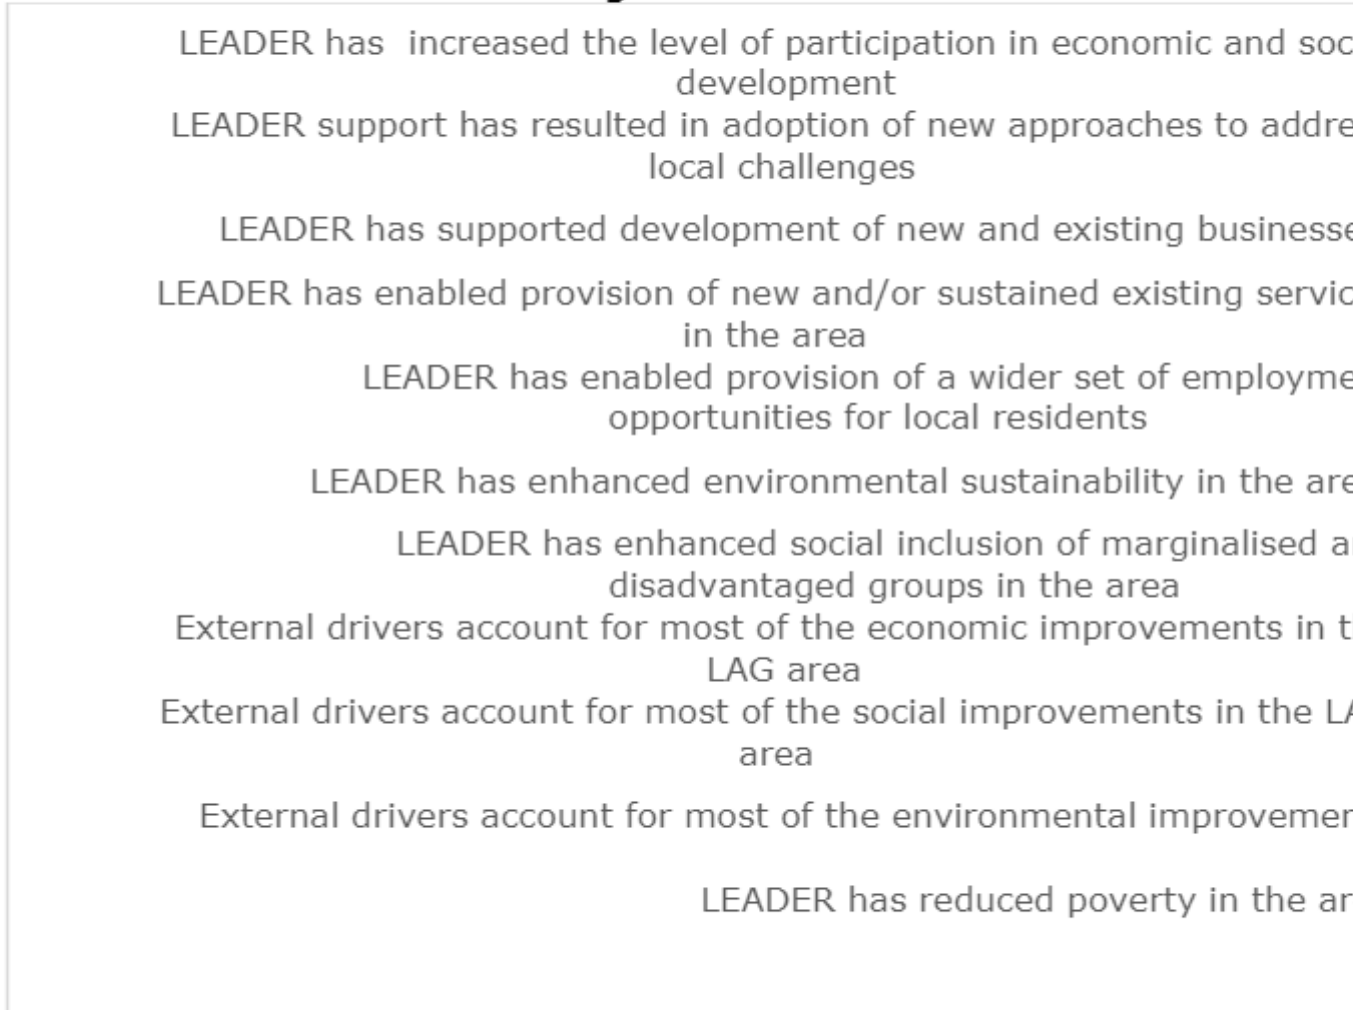 LEADER has  increased the level of participation in economic and soc
development
LEADER support has resulted in adoption of new approaches to addre
local challenges
LEADER has supported development of new and existing businesse
LEADER has enabled provision of new and/or sustained existing servic
in the area
LEADER has enabled provision of a wider set of employme
opportunities for local residents
LEADER has enhanced environmental sustainability in the are
LEADER has enhanced social inclusion of marginalised a
disadvantaged groups in the area
External drivers account for most of the economic improvements in t
LAG area
External drivers account for most of the social improvements in the LA
area
External drivers account for most of the environmental improvemen
LEADER has reduced poverty in the ar